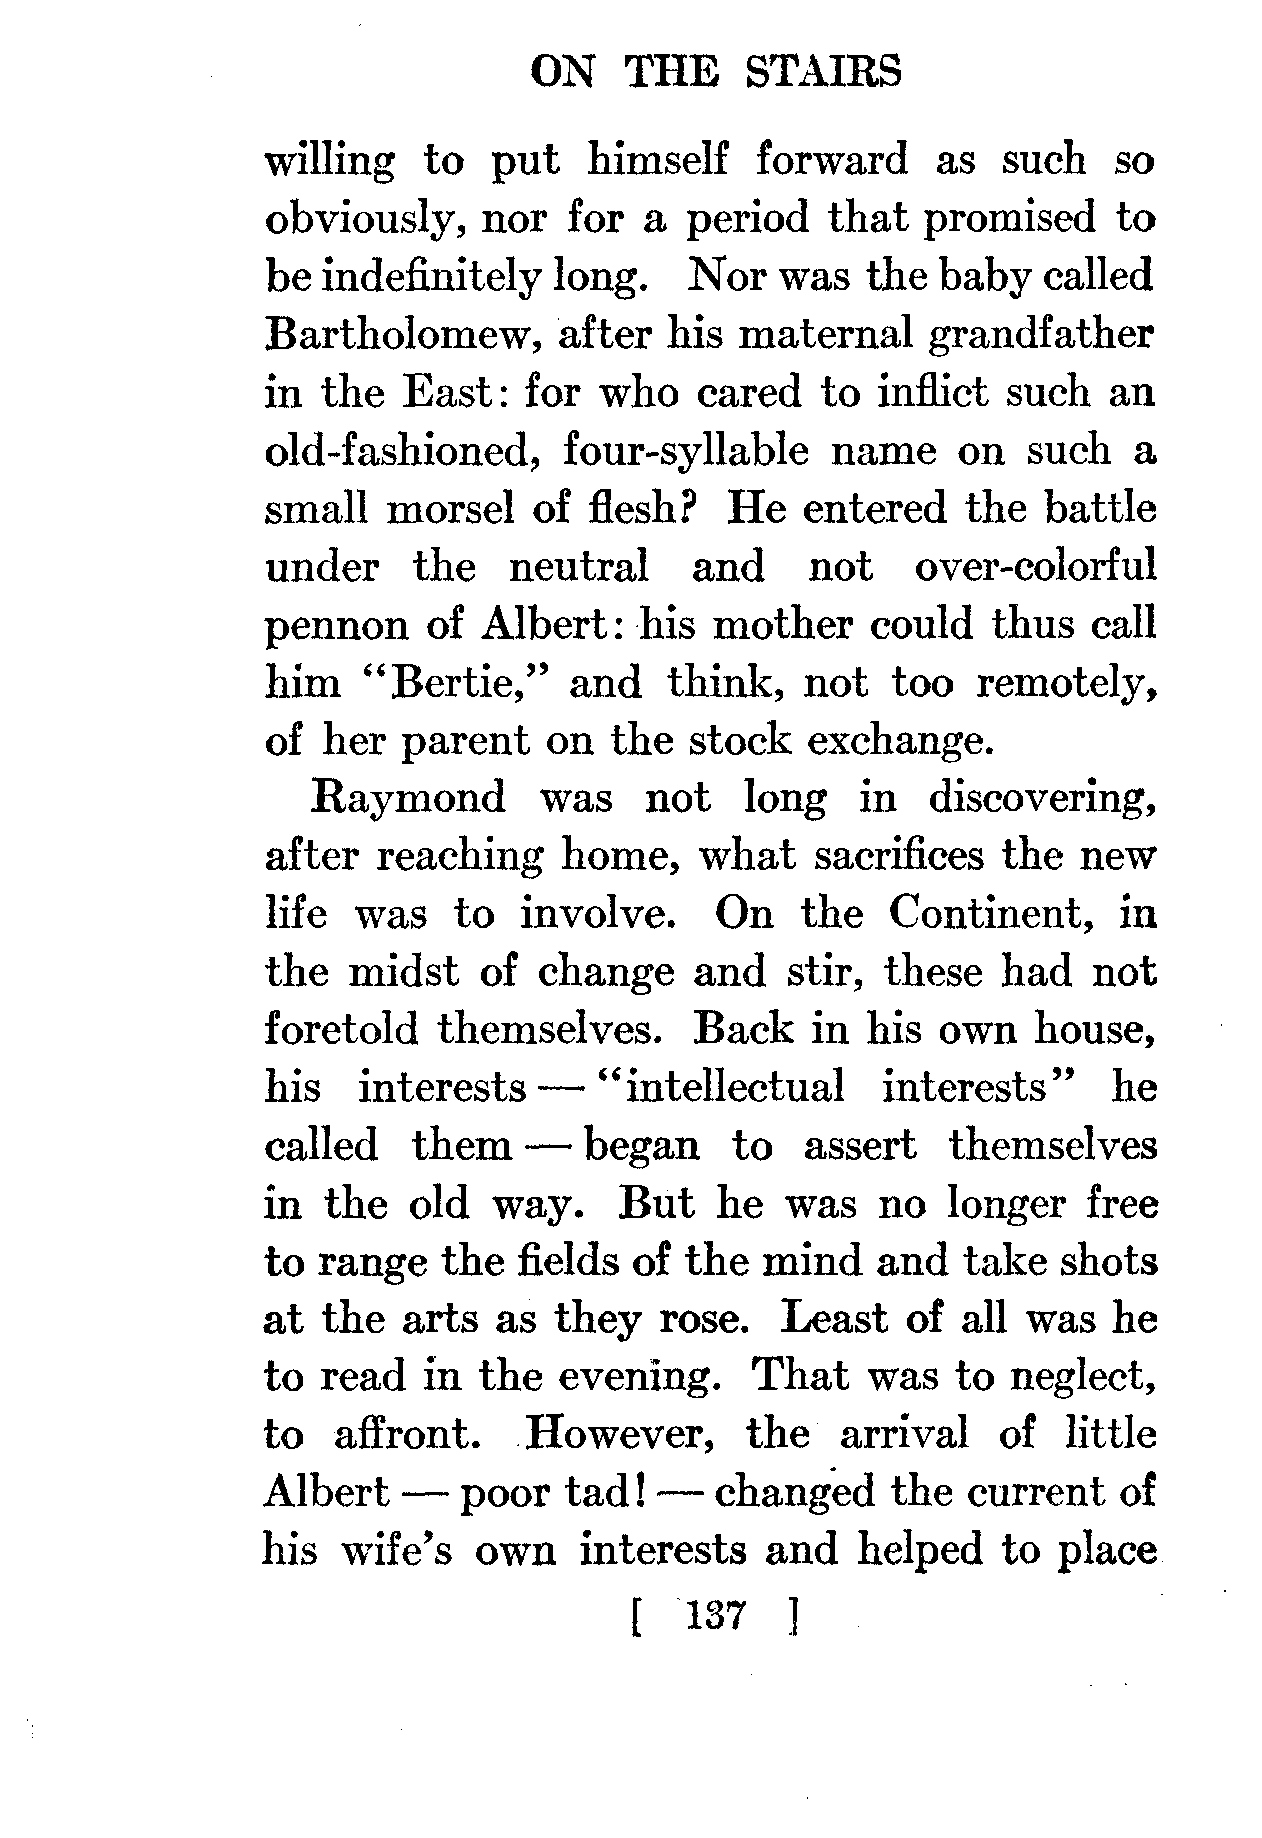 ON THE STAIRS
willing to put himself forward as such so
obviously, nor for a period that promised to
be indefinitely long. Nor was the baby called
Bartholomew, after his maternal grandfather
in the East: for who cared to inflict such an
old-fashioned, four-syllable name on such a
small morsel of flesh? He entered the battle
under the neutral and not over-colorful
pennon of Albert: his mother could thus call
him “Bertie,” and think, not too remotely,
of her parent on the stock exchange.
Raymond was not long in discovering,
after reaching home, what sacrifices the new
life was to involve. On the Continent, in
the midst of change and stir, these had not
foretold themselves. Back in his own house,
his interests — “intellectual interests” he
called them — began to assert themselves
in the old way. But he was no longer free
to range the fields of the mind and take shots
at the arts as they rose. Least of all was he
to read in the evening. That was to neglect,
to affront. However, the arrival of little
Albert — poor tad! — changed the current of
his wife’s own interests and helped to place
[ 137 ]